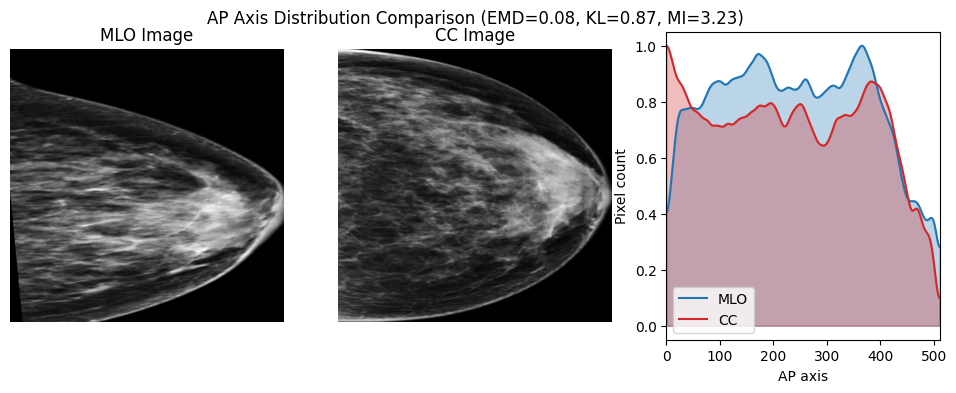 AP Axis Distribution Comparison (EMD=0.08, KL=0.87, MI=3.23)
MLO Image
CC Image
Pixel count
1.0
0.8
0.6
0.4
0.2
0.0
MLO
CC
0 100 200 300 400 500
AP axis